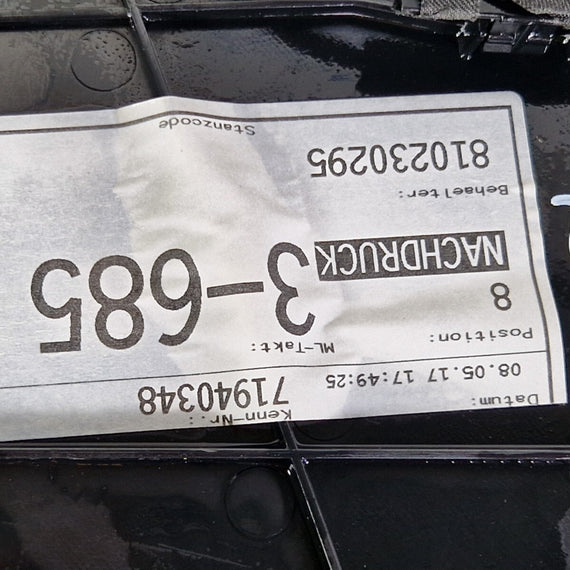 Datum:
08.05.17 17:49:25
Kenn-Nr.:
71940348
Position:
8
ML-Takt:
3-685
NACHDRUCK
Behaelter:
810230295
Stanzcode